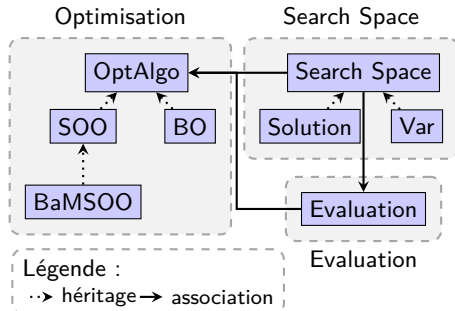 Optimisation
Search Space
OptAlgo
Search Space
SOO
BO
Solution
Var
BaMSOO
Evaluation
Evaluation
Légende :
héritage
association